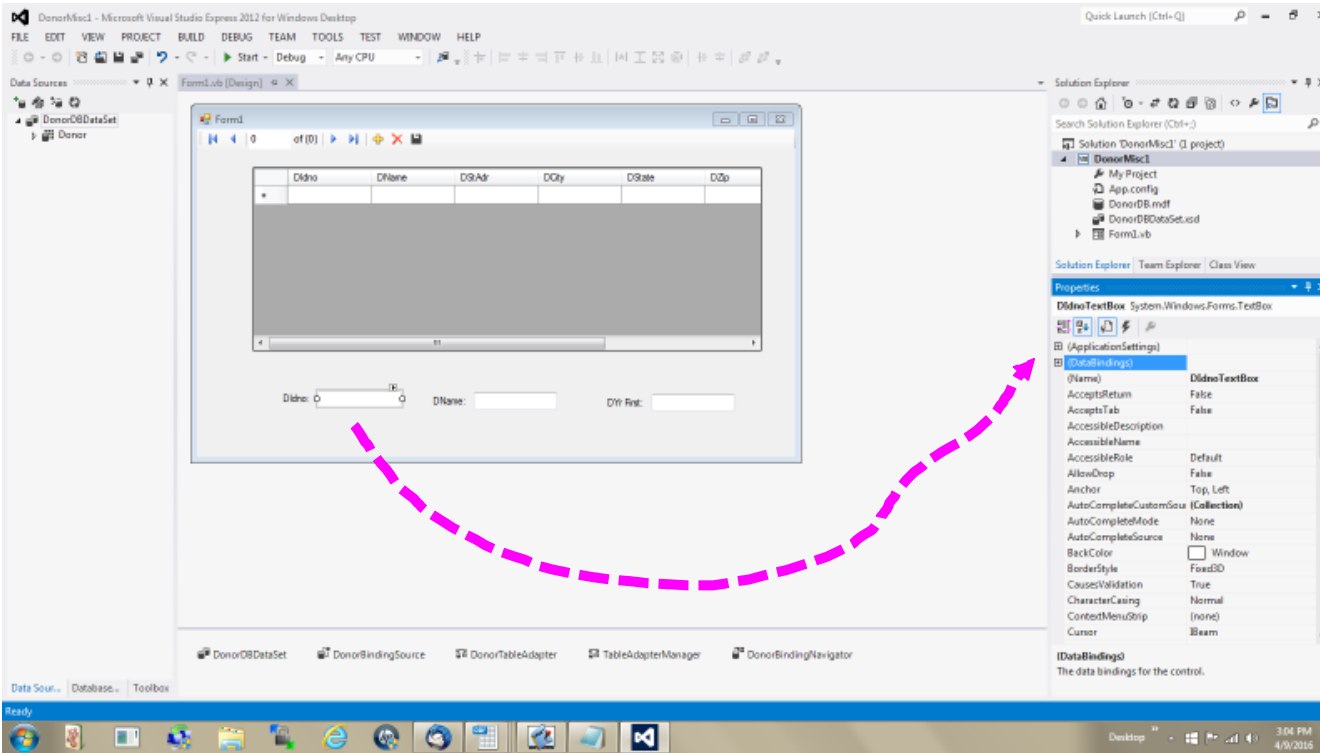 DonorMisc1 - Microsoft Visual Studio Express 2012 for Windows Desktop
Quick Launch (Ctrl+Q)
FILE EDIT VIEW PROJECT BUILD DEBUG TEAM TOOLS TEST WINDOW HELP
Start - Debug - Any CPU
Data Sources
Form1.vb [Design]
Solution Explorer
DonorDBDataSet
Donor
Form1
0 of {0}
DIdno DName DStAdr DCity DState DZip
DIdno:
DName:
DYr First:
Search Solution Explorer (Ctrl+;)
Solution 'DonorMisc1' (1 project)
DonorMisc1
My Project
App.config
DonorDB.mdf
DonorDBDataSet.xsd
Form1.vb
Solution Explorer Team Explorer Class View
Properties
DIdnoTextBox System.Windows.Forms.TextBox
(ApplicationSettings)
(DataBindings)
(Name) DIdnoTextBox
AcceptsReturn False
AcceptsTab False
AccessibleDescription
AccessibleName
AccessibleRole Default
AllowDrop False
Anchor Top, Left
AutoCompleteCustomSour (Collection)
AutoCompleteMode None
AutoCompleteSource None
BackColor Window
BorderStyle Fixed3D
CausesValidation True
CharacterCasing Normal
ContextMenuStrip (none)
Cursor IBeam
(DataBindings)
The data bindings for the control.
DonorDBDataSet DonorBindingSource DonorTableAdapter TableAdapterManager DonorBindingNavigator
Data Sour... Database... Toolbox
Ready
Desktop
3:04 PM
4/9/2016